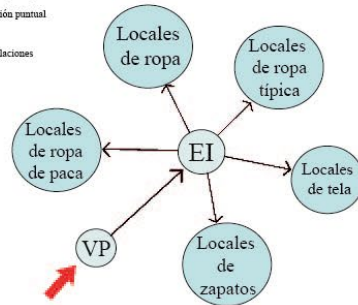 ión puntual
laciones
Locales
de ropa
Locales
de ropa
típica
Locales
de ropa
de paca
EI
Locales
de tela
VP
Locales
de
zapatos